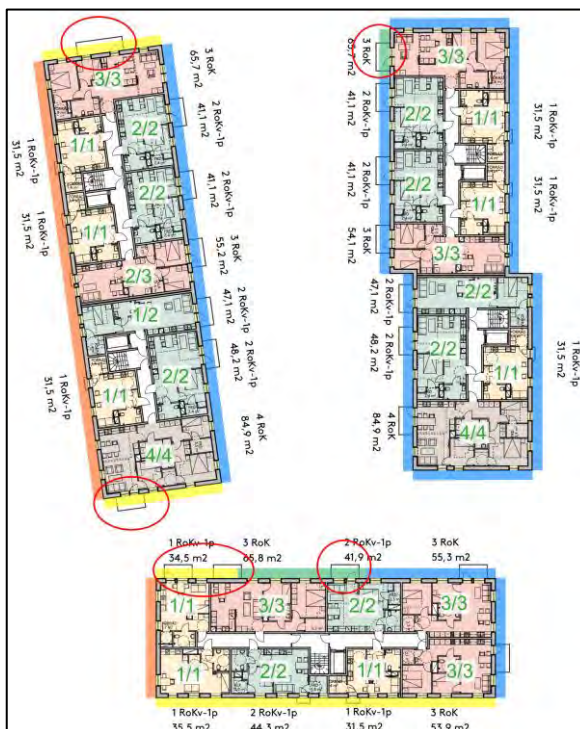 3 RoK
65,7 m2
3/3
2 RoKv-1p
41,1 m2
2/2
1/1
1 RoKv-1p
31,5 m2
2 RoKv-1p
41,1 m2
2/2
1/1
1 RoKv-1p
31,5 m2
3 RoK
55,2 m2
2/3
2 RoKv-1p
47,1 m2
1/2
2 RoKv-1p
48,2 m2
2/2
1/1
1 RoKv-1p
31,5 m2
4 RoK
84,9 m2
4/4
3 RoK
65,7 m2
3/3
2 RoKv-1p
41,1 m2
2/2
1/1
1 RoKv-1p
31,5 m2
2 RoKv-1p
41,1 m2
2/2
1/1
1 RoKv-1p
31,5 m2
3 RoK
54,1 m2
3/3
2 RoKv-1p
47,1 m2
2/2
2 RoKv-1p
48,2 m2
2/2
1/1
1 RoKv-1p
31,5 m2
4 RoK
84,9 m2
4/4
1 RoKv-1p 3 RoK 2 RoKv-1p 3 RoK
34,5 m2 65,8 m2 41,9 m2 55,3 m2
1/1 3/3 2/2 3/3
1/1 2/2 1/1 3/3
1 RoKv-1p 2 RoKv-1p 1 RoKv-1p 3 RoK
35,5 m2 44,3 m2 31,5 m2 53,9 m2